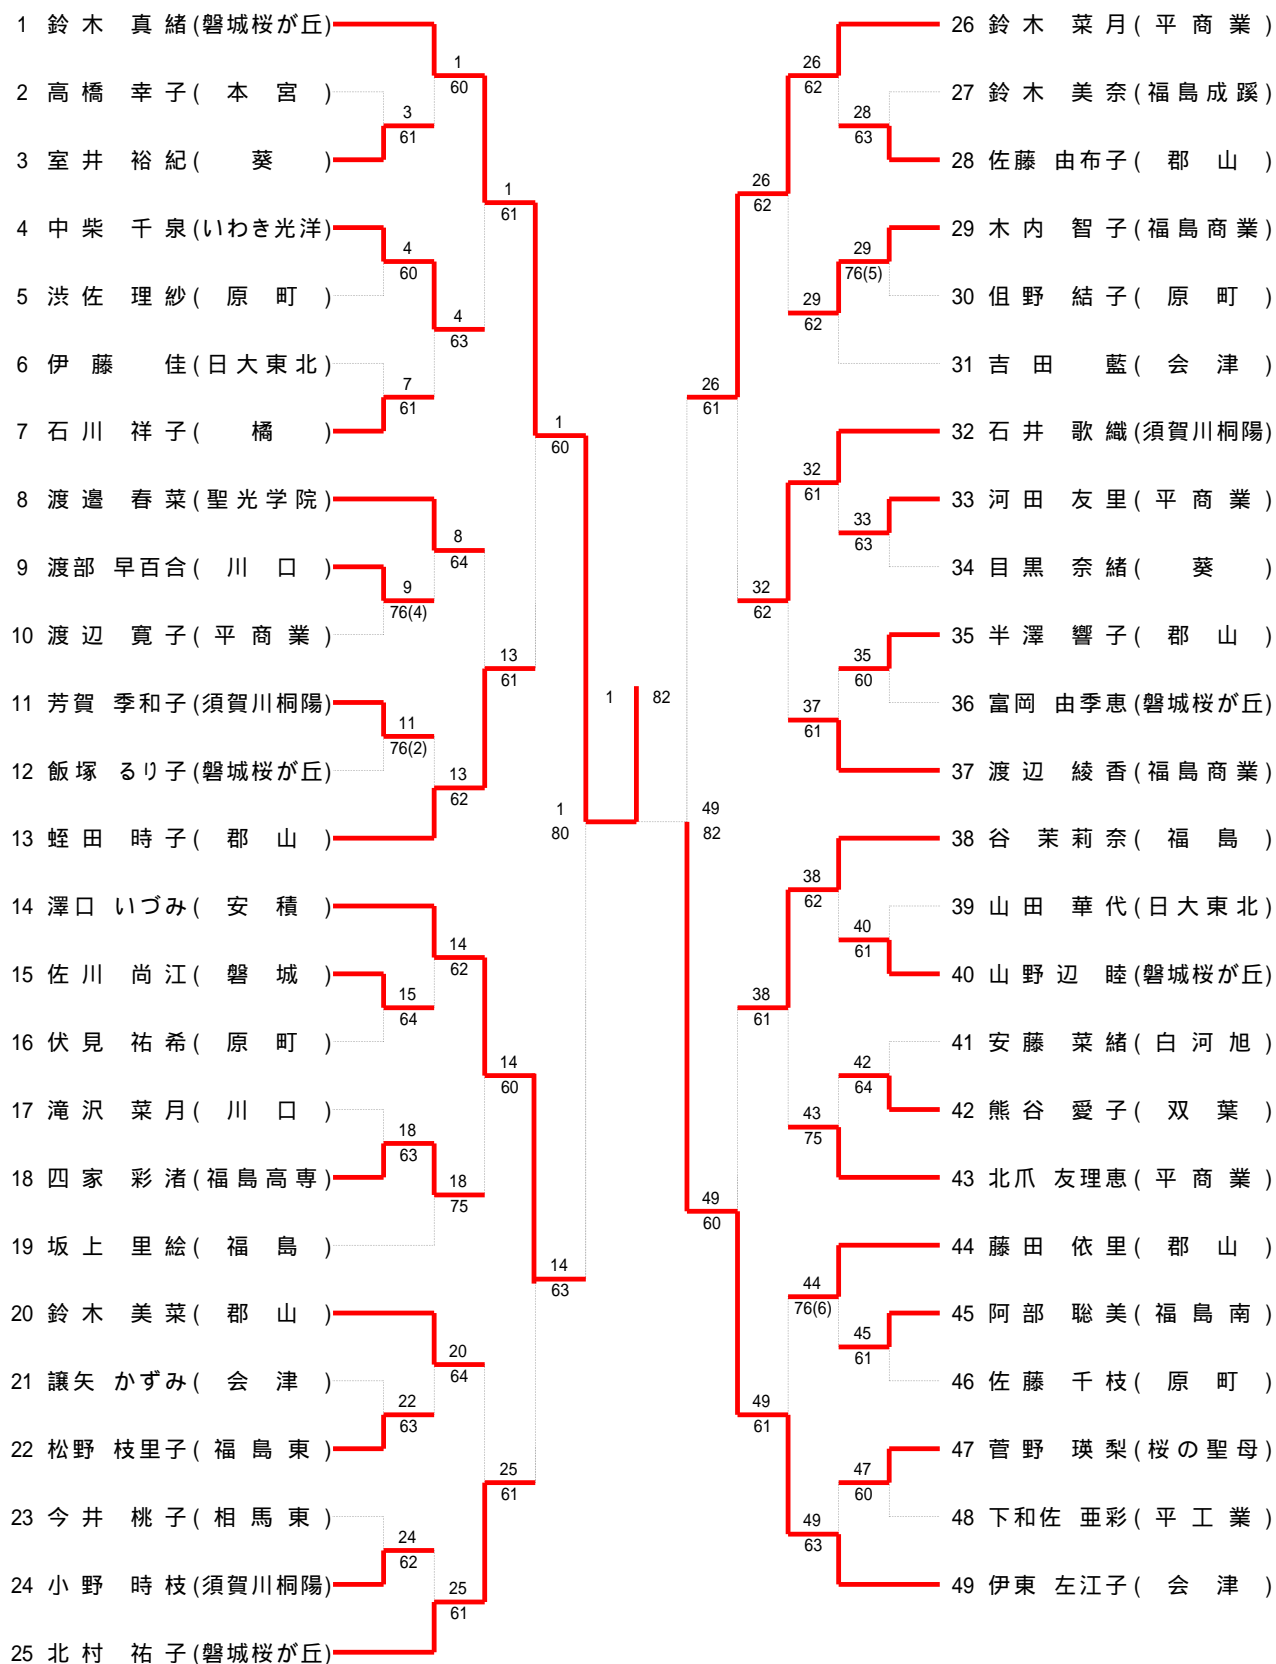 1 鈴木 真緒(磐城桜が丘)
2 高橋 幸子(本宮)
3 室井 裕紀(葵)
4 中柴 千泉(いわき光洋)
5 渋佐 理紗(原町)
6 伊藤 佳(日大東北)
7 石川 祥子(橘)
8 渡邉 春菜(聖光学院)
9 渡部 早百合(川口)
10 渡辺 寛子(平商業)
11 芳賀 季和子(須賀川桐陽)
12 飯塚 るり子(磐城桜が丘)
13 蛭田 時子(郡山)
14 澤口 いづみ(安積)
15 佐川 尚江(磐城)
16 伏見 祐希(原町)
17 滝沢 菜月(川口)
18 四家 彩渚(福島高専)
19 坂上 里絵(福島)
20 鈴木 美菜(郡山)
21 譲矢 かずみ(会津)
22 松野 枝里子(福島東)
23 今井 桃子(相馬東)
24 小野 時枝(須賀川桐陽)
25 北村 祐子(磐城桜が丘)
3
61
4
60
7
61
9
76(4)
11
76(2)
15
64
18
63
22
63
24
62
1
60
4
63
8
64
13
62
14
62
18
75
20
64
25
61
1
61
13
61
14
60
25
61
1
60
14
63
1
80
1 82
49
82
26
61
49
60
26
62
32
62
38
61
49
61
26
62
29
62
32
61
37
61
38
62
43
75
44
76(6)
49
63
28
63
29
76(5)
33
63
35
60
40
61
42
64
45
61
47
60
26 鈴木 菜月(平商業)
27 鈴木 美奈(福島成蹊)
28 佐藤 由布子(郡山)
29 木内 智子(福島商業)
30 伹野 結子(原町)
31 吉田 藍(会津)
32 石井 歌織(須賀川桐陽)
33 河田 友里(平商業)
34 目黒 奈緒(葵)
35 半澤 響子(郡山)
36 富岡 由季恵(磐城桜が丘)
37 渡辺 綾香(福島商業)
38 谷 茉莉奈(福島)
39 山田 華代(日大東北)
40 山野辺 睦(磐城桜が丘)
41 安藤 菜緒(白河旭)
42 熊谷 愛子(双葉)
43 北爪 友理恵(平商業)
44 藤田 依里(郡山)
45 阿部 聡美(福島南)
46 佐藤 千枝(原町)
47 菅野 瑛梨(桜の聖母)
48 下和佐 亜彩(平工業)
49 伊東 左江子(会津)